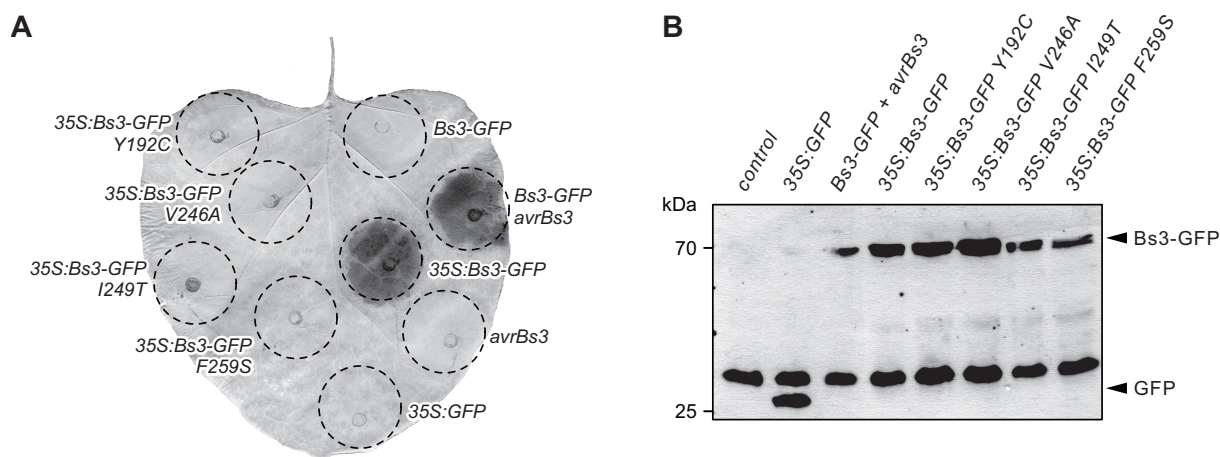 A
35S:Bs3-GFP
Y192C
35S:Bs3-GFP
V246A
35S:Bs3-GFP
I249T
35S:Bs3-GFP
F259S
Bs3-GFP
Bs3-GFP
avrBs3
35S:Bs3-GFP
avrBs3
35S:GFP
B
control
35S:GFP
Bs3-GFP + avrBs3
35S:Bs3-GFP
35S:Bs3-GFP Y192C
35S:Bs3-GFP V246A
35S:Bs3-GFP I249T
35S:Bs3-GFP F259S
kDa
70
25
Bs3-GFP
GFP